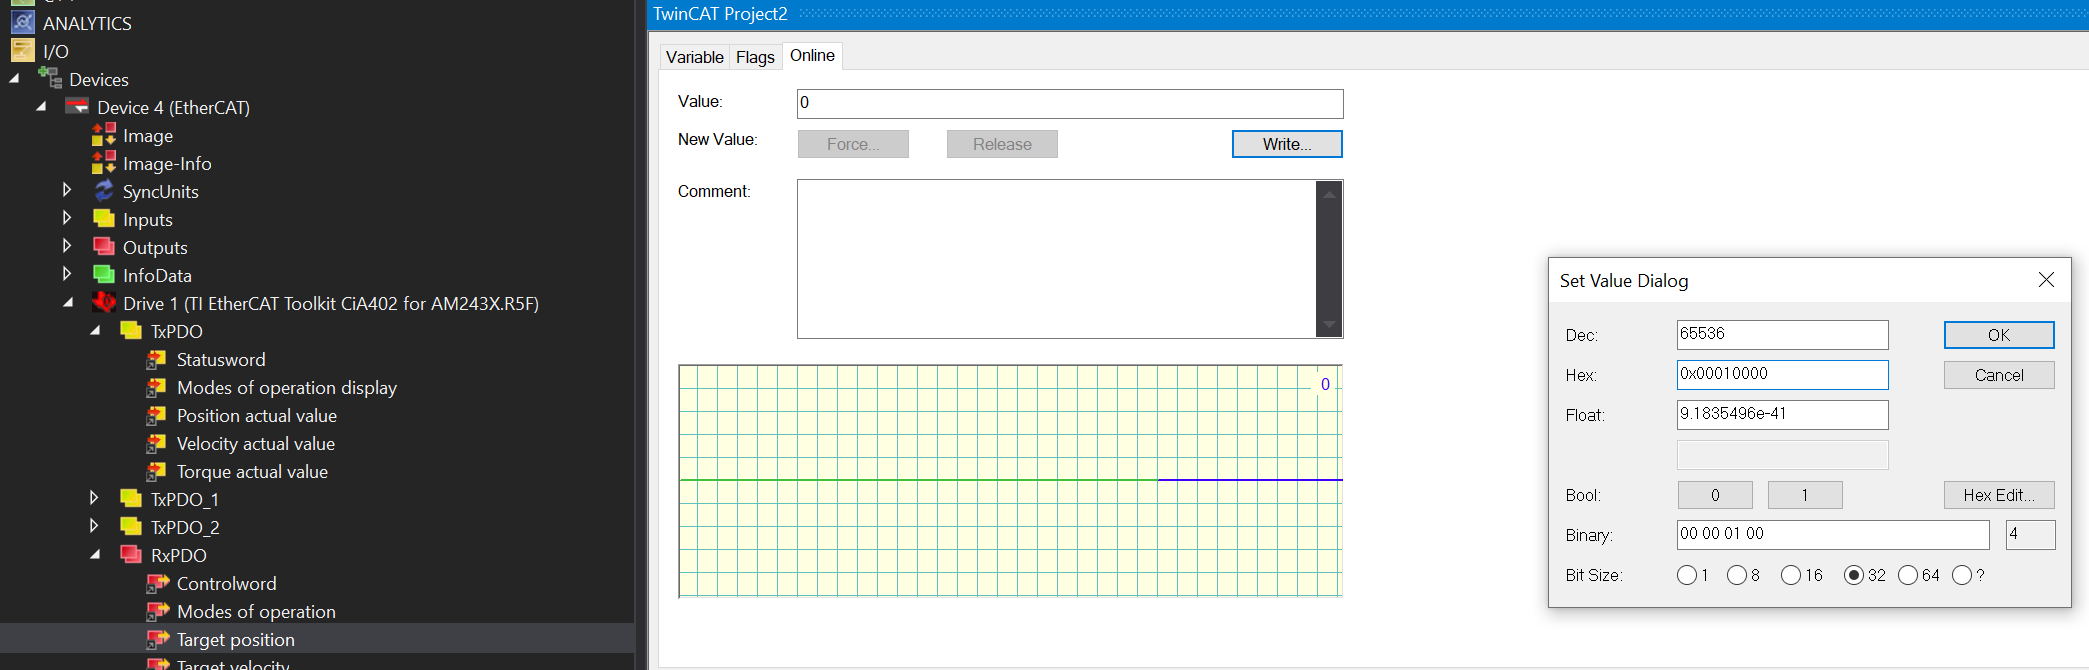 ANALYTICS
I/O
Devices
Device 4 (EtherCAT)
Image
Image-Info
SyncUnits
Inputs
Outputs
InfoData
Drive 1 (TI EtherCAT Toolkit CiA402 for AM243X.R5F)
TxPDO
Statusword
Modes of operation display
Position actual value
Velocity actual value
Torque actual value
TxPDO_1
TxPDO_2
RxPDO
Controlword
Modes of operation
Target position
Target velocity
TwinCAT Project2
Variable Flags Online
Value: 0
New Value: Force... Release Write...
Comment:
0
Set Value Dialog
Dec: 65536 OK
Hex: 0x00010000 Cancel
Float: 9.1835496e-41
Bool: 0 1 Hex Edit...
Binary: 00 00 01 00 4
Bit Size: 1 8 16 32 64 ?